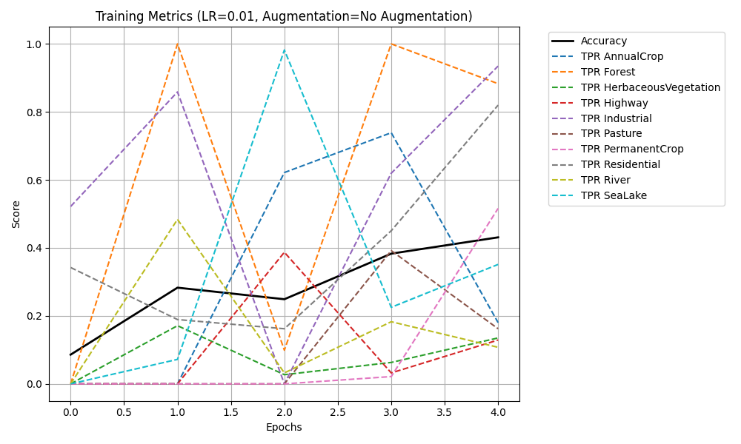 Training Metrics (LR=0.01, Augmentation=No Augmentation)
1.0
0.8
0.6
0.4
0.2
0.0
Score
0.0 0.5 1.0 1.5 2.0 2.5 3.0 3.5 4.0
Epochs
Accuracy
TPR AnnualCrop
TPR Forest
TPR HerbaceousVegetation
TPR Highway
TPR Industrial
TPR Pasture
TPR PermanentCrop
TPR Residential
TPR River
TPR SeaLake